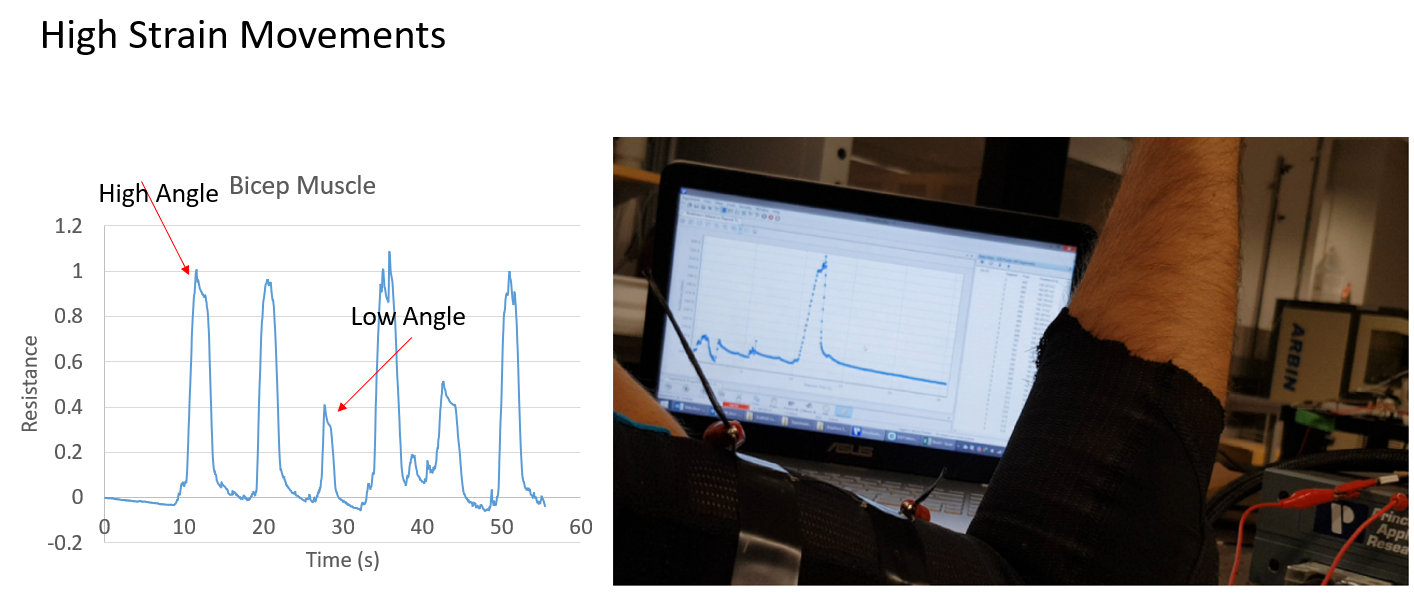 High Strain Movements
High Angle
Bicep Muscle
1.2
1
0.8
0.6
0.4
0.2
0
-0.2
Low Angle
Resistance
0 10 20 30 40 50 60
Time (s)
ASUS
ARBIN
Princ
Appl
Resea